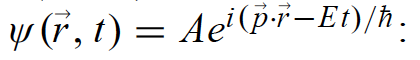 ψ(r⃗, t) = Ae^{i(p⃗·r⃗−Et)/ħ}: